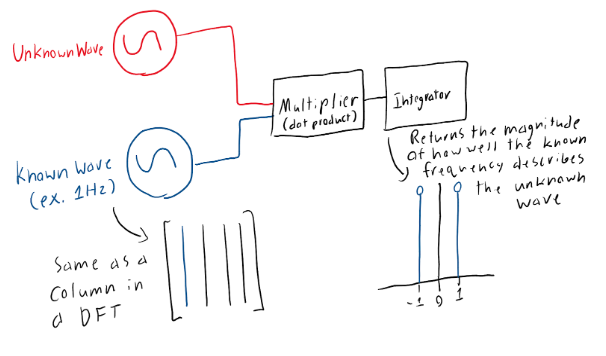 Unknown Wave
Multiplier
(dot product)
Integrator
Known Wave
(ex. 1Hz)
Returns the magnitude
of how well the known
frequency describes
the unknown
wave
Same as a
Column in
a DFT
-1 0 1